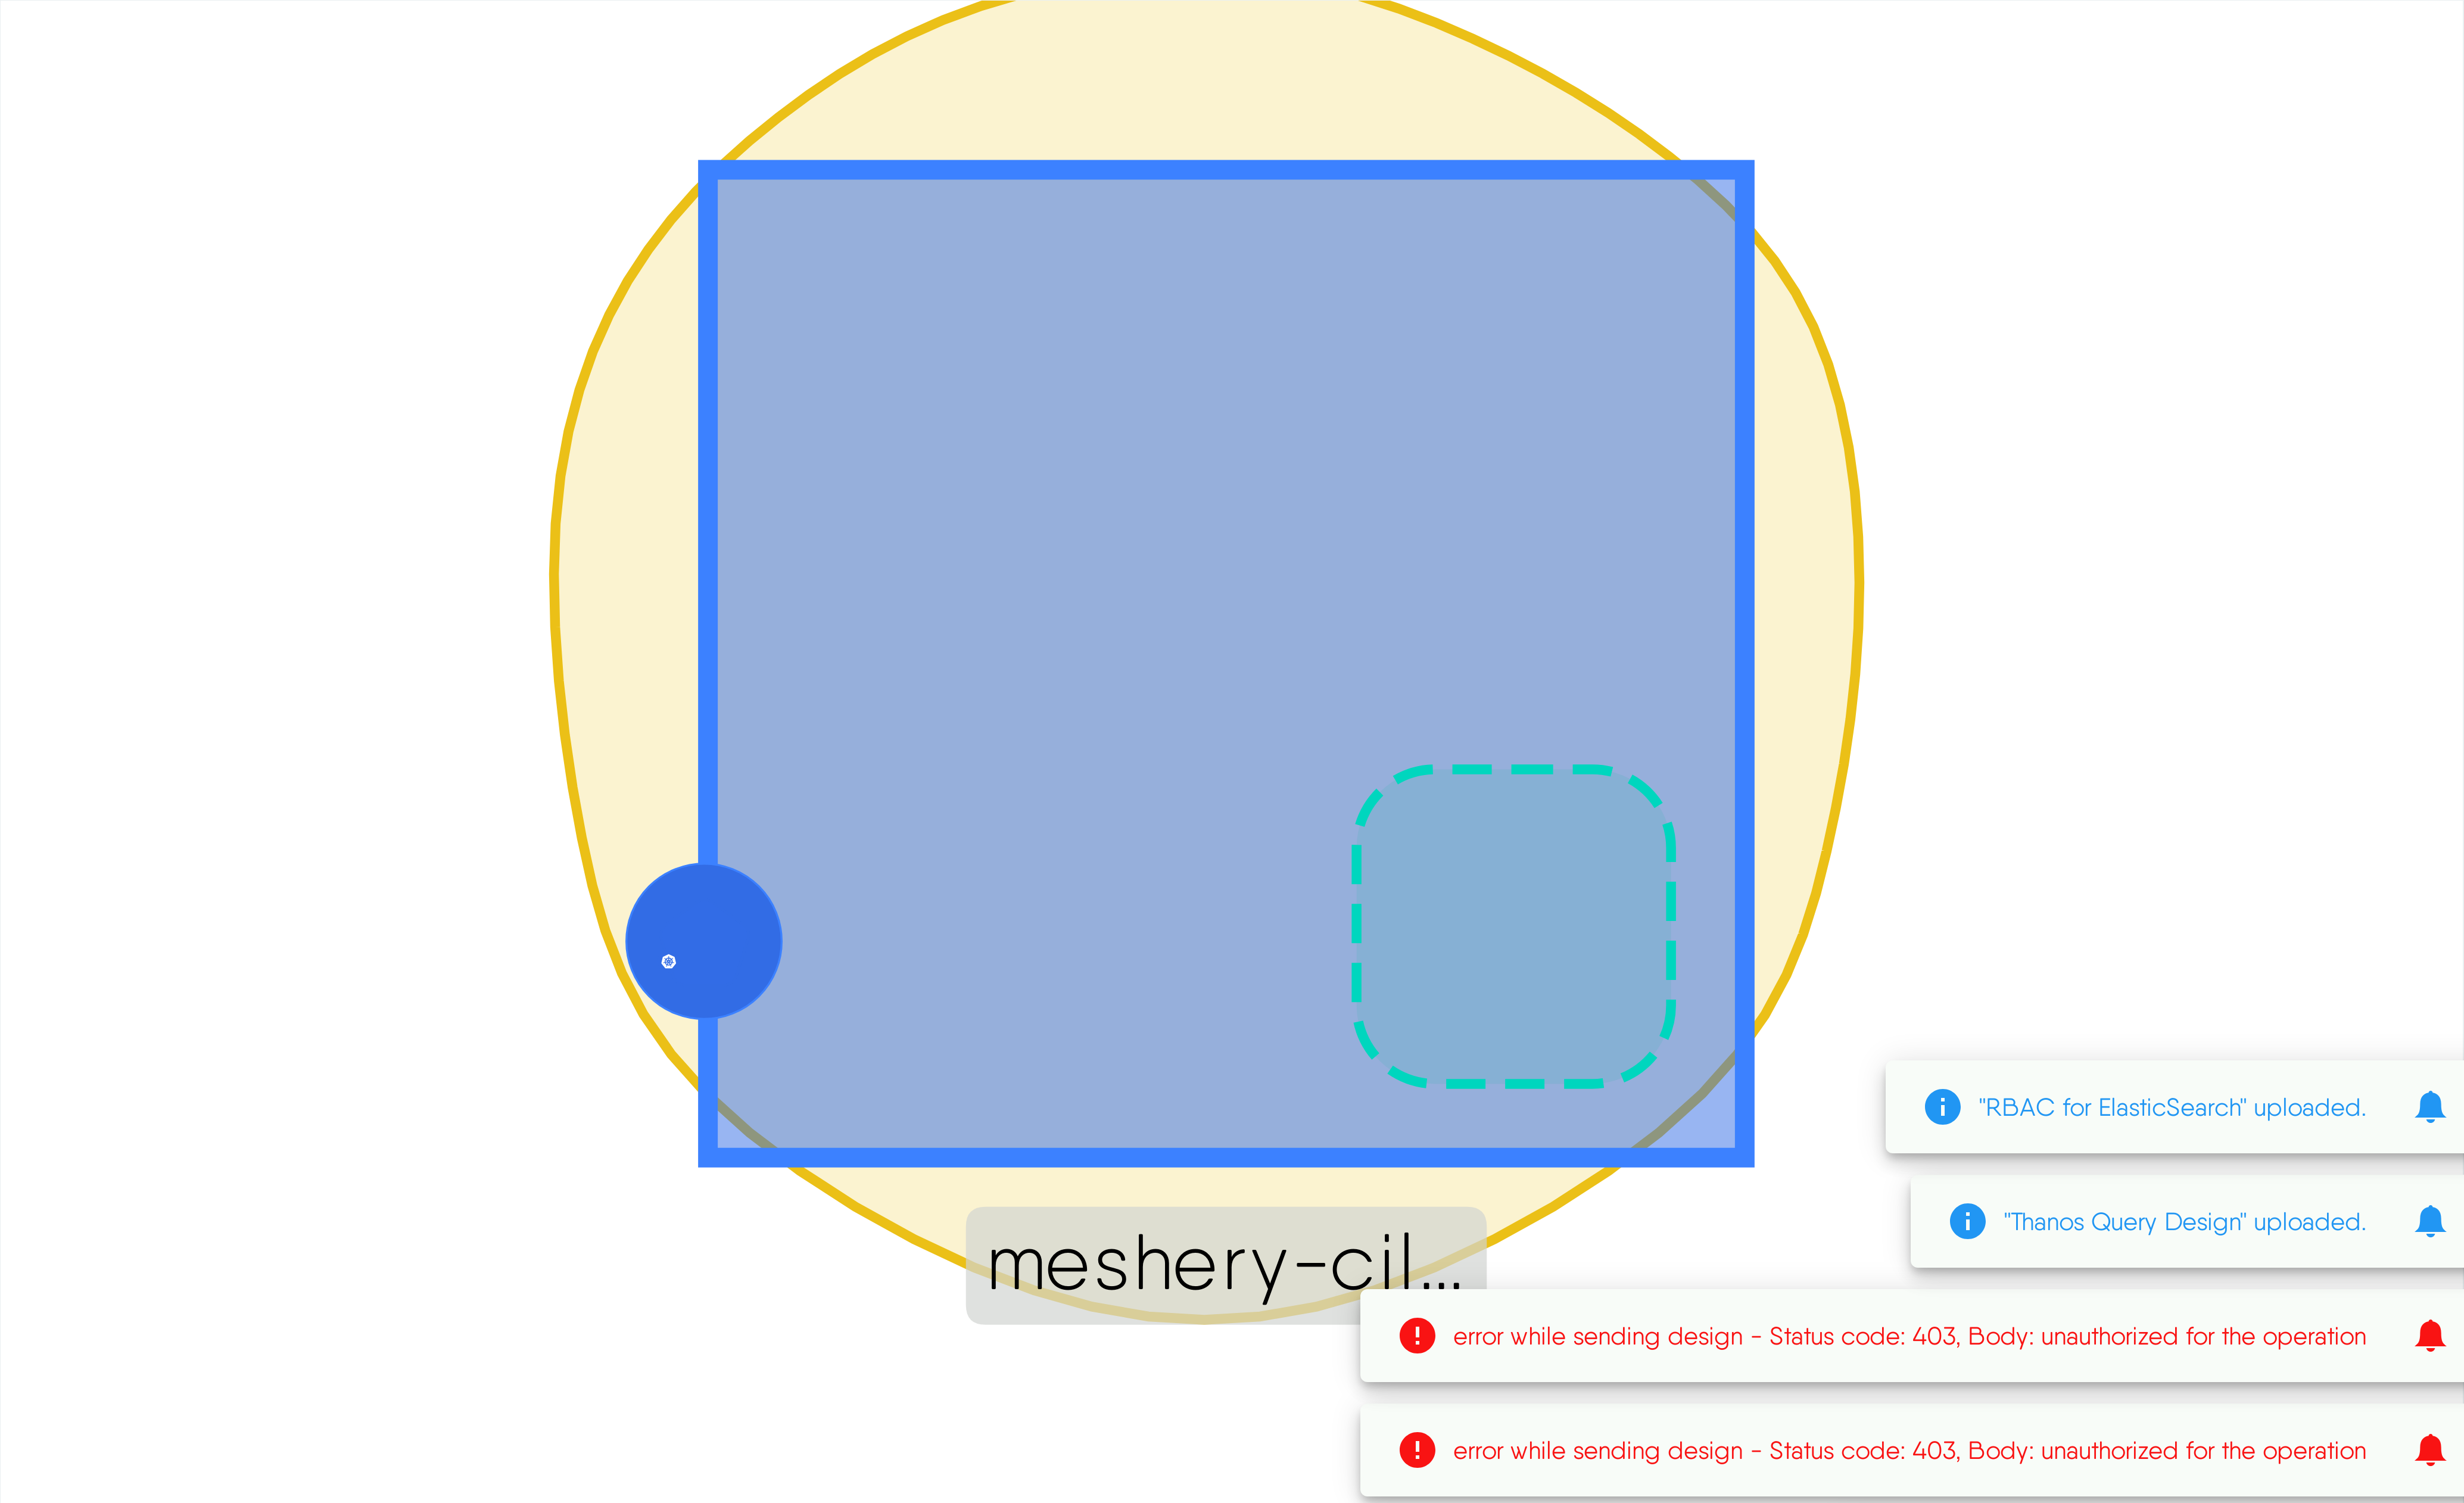 "RBAC for ElasticSearch" uploaded.
"Thanos Query Design" uploaded.
meshery-cil...
error while sending design - Status code: 403, Body: unauthorized for the operation
error while sending design - Status code: 403, Body: unauthorized for the operation